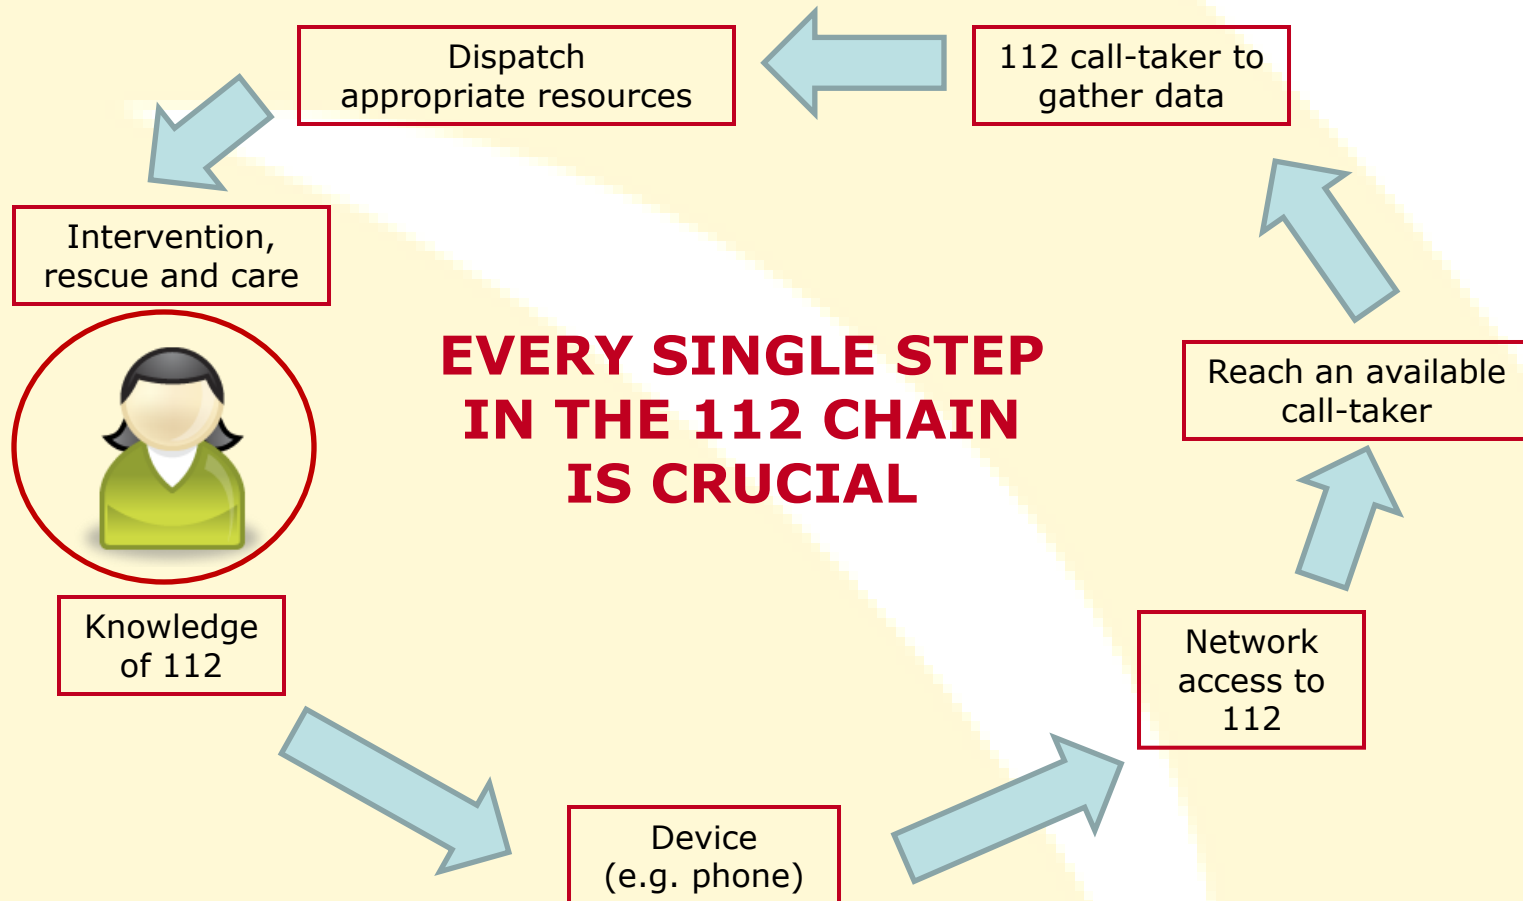 Dispatch
appropriate resources
112 call-taker to
gather data
Intervention,
rescue and care
EVERY SINGLE STEP
IN THE 112 CHAIN
IS CRUCIAL
Reach an available
call-taker
Knowledge
of 112
Network
access to
112
Device
(e.g. phone)